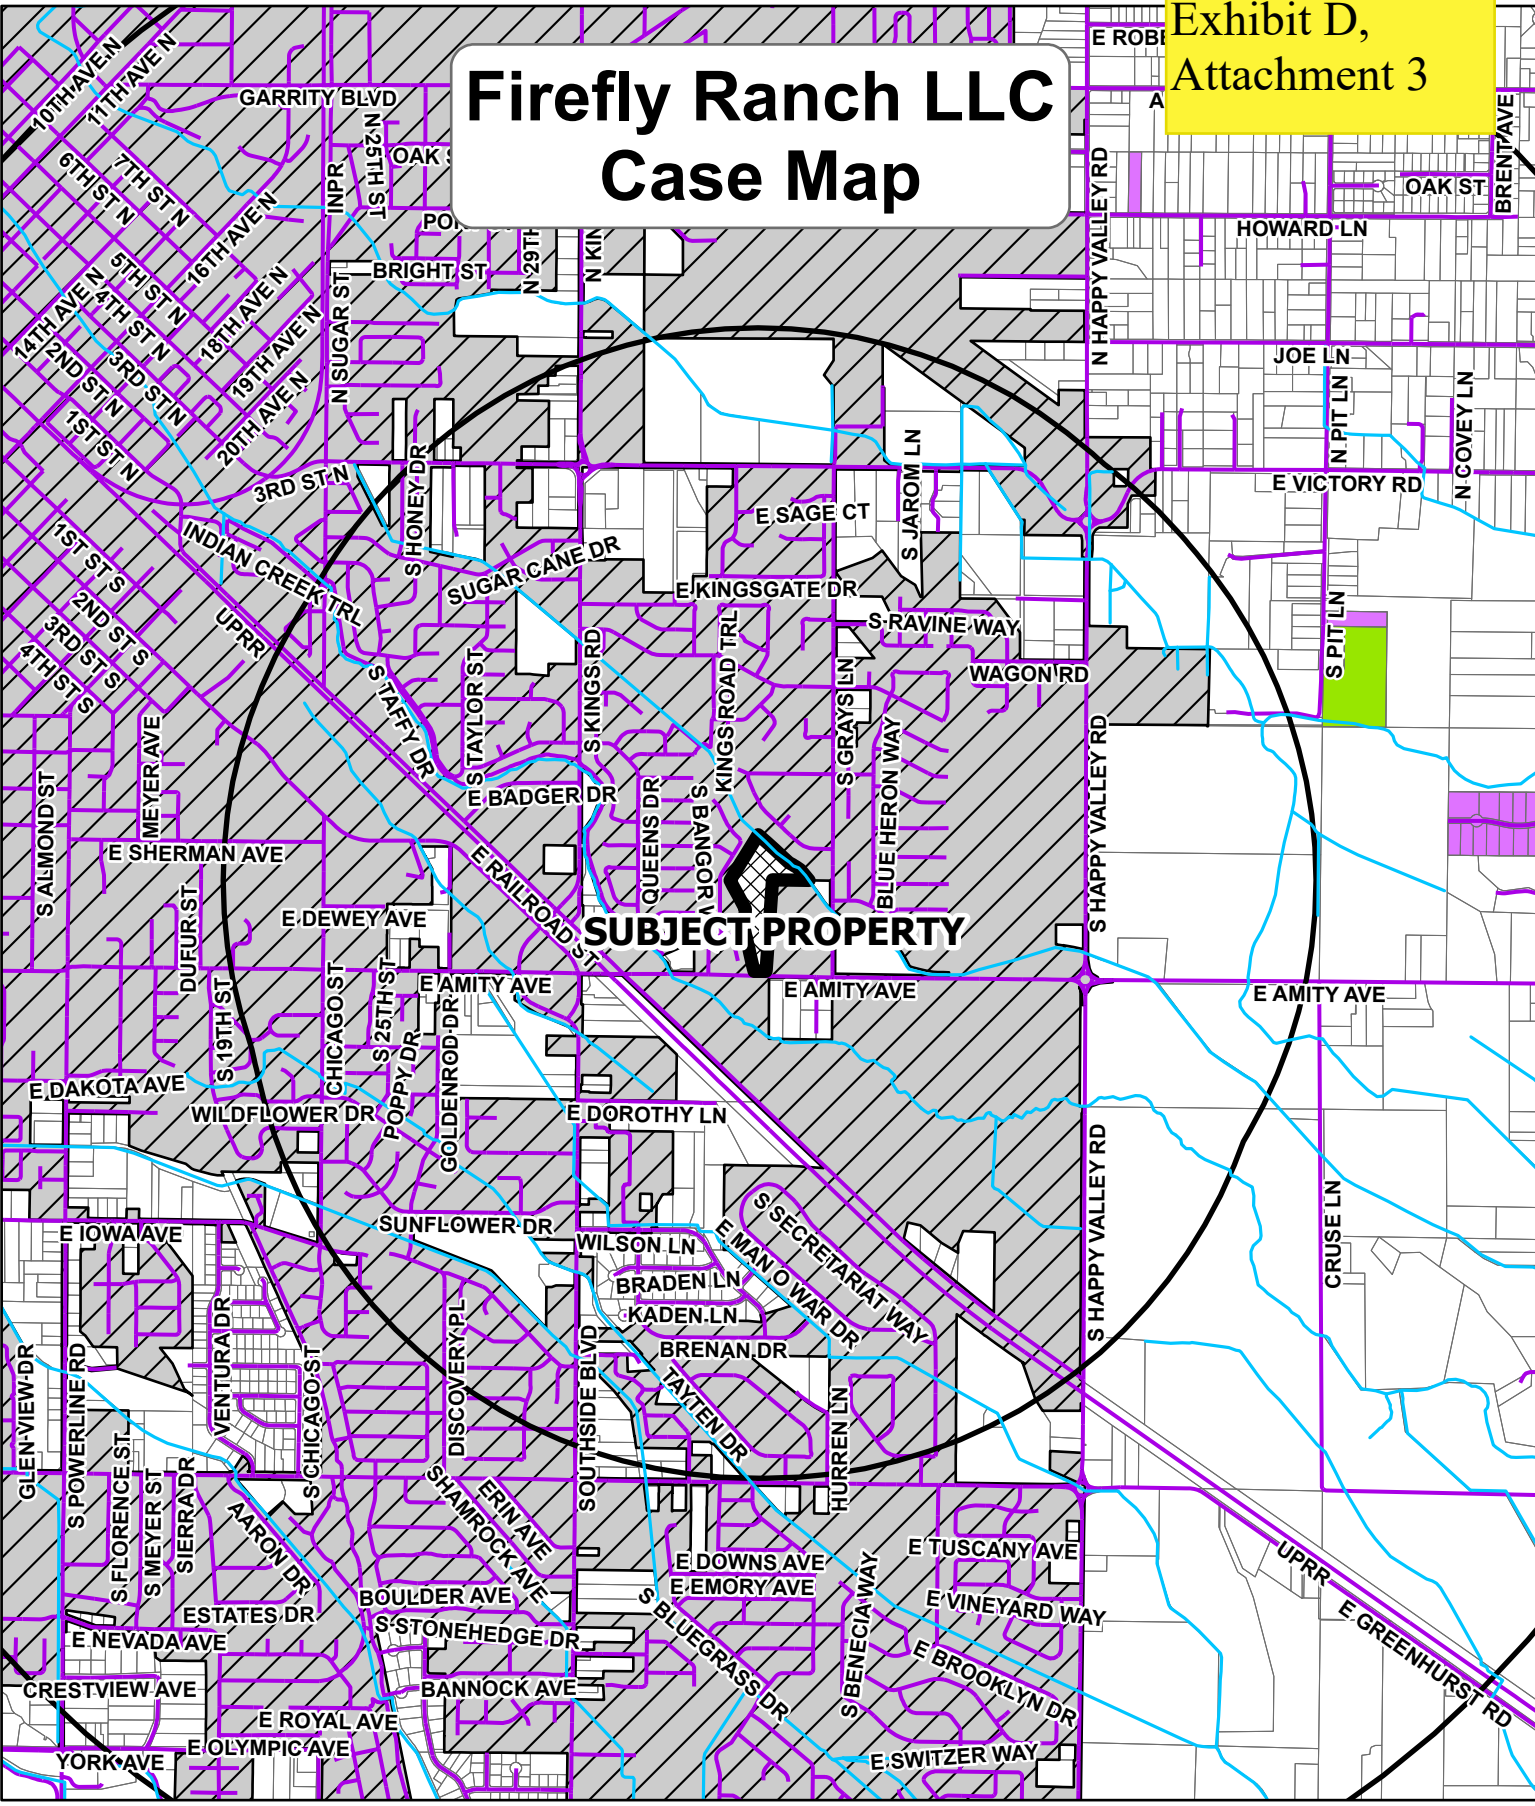 Exhibit D,
Attachment 3
Firefly Ranch LLC
Case Map
E ROBE
A
10TH AVE N
11TH AVE N
GARRITY BLVD
N 25TH ST
OAK S
INPR
6TH ST N
7TH ST N
16TH AVE N
BRIGHT ST
N 29TH
N KIN
N HAPPY VALLEY RD
BRENT AVE
OAK ST
HOWARD LN
5TH ST N
4TH ST N
14TH AVE N
2ND ST N
3RD ST N
18TH AVE N
19TH AVE N
20TH AVE N
1ST ST N
N SUGAR ST
JOE LN
N PIT LN
N COVEY LN
3RD ST N
S HONEY DR
E SAGE CT
S JAROM LN
E VICTORY RD
1ST ST S
2ND ST S
3RD ST S
4TH ST S
INDIAN CREEK TRL
UPRR
SUGAR CANE DR
E KINGSGATE DR
S RAVINE WAY
WAGON RD
S PIT LN
S TAFFY DR
S TAYLOR ST
S KINGS RD
KINGS ROAD TRL
S GRAYS LN
BLUE HERON WAY
S HAPPY VALLEY RD
S ALMOND ST
MEYER AVE
E BADGER DR
QUEENS DR
S BANGOR W
E SHERMAN AVE
E RAILROAD ST
DUFUR ST
E DEWEY AVE
SUBJECT PROPERTY
E AMITY AVE
E AMITY AVE
E AMITY AVE
S 19TH ST
CHICAGO ST
S 25TH ST
POPPY DR
GOLDENROD DR
E DAKOTA AVE
WILDFLOWER DR
E DOROTHY LN
S HAPPY VALLEY RD
CRUSE LN
E IOWA AVE
SUNFLOWER DR
WILSON LN
S SECRETARIAT WAY
E MAN O WAR DR
BRADEN LN
KADEN LN
BRENAN DR
GLEN-VIEW DR
S POWERLINE RD
VENTURA DR
S CHICAGO ST
DISCOVERY PL
SOUTHSIDE BLVD
TAYTEN DR
HURREN LN
S FLORENCE ST
S MEYER ST
SIERRA DR
AARON DR
SHAMROCK AVE
ERIN AVE
E DOWNS AVE
E EMORY AVE
E TUSCANY AVE
UPRR
BOULDER AVE
ESTATES DR
S STONEHEDGE DR
S BLUEGRASS DR
S BENECIA WAY
E VINEYARD WAY
E GREENHURST RD
E NEVADA AVE
E BROOKLYN DR
CRESTVIEW AVE
BANNOCK AVE
E ROYAL AVE
E OLYMPIC AVE
YORK AVE
E SWITZER WAY